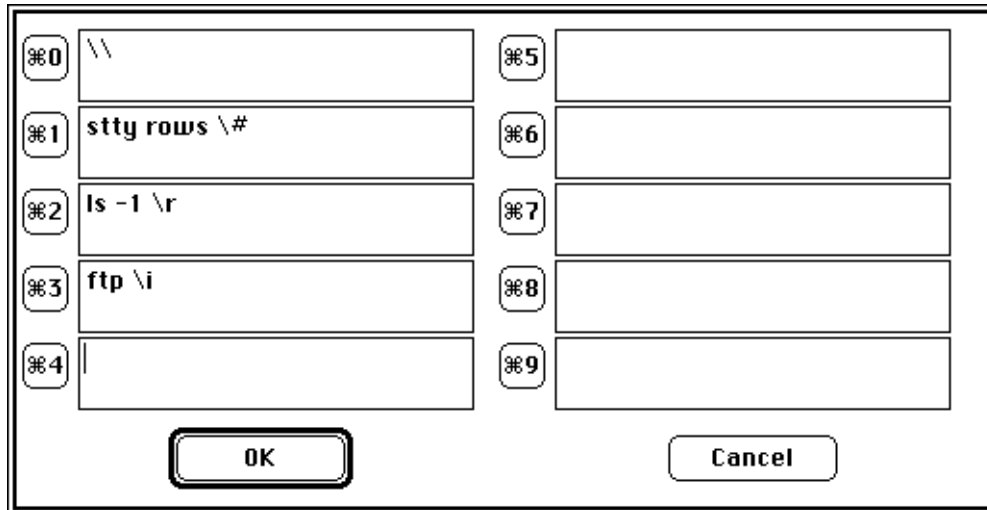 ⌘0 \\
⌘1 stty rows \#
⌘2 ls -1 \r
⌘3 ftp \i
⌘4
⌘5
⌘6
⌘7
⌘8
⌘9
OK
Cancel